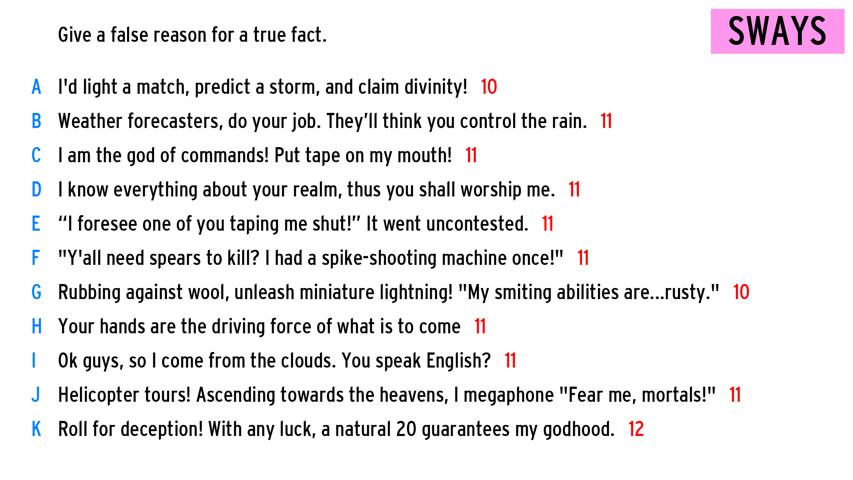 Give a false reason for a true fact.
SWAYS
A I'd light a match, predict a storm, and claim divinity! 10
B Weather forecasters, do your job. They’ll think you control the rain. 11
C I am the god of commands! Put tape on my mouth! 11
D I know everything about your realm, thus you shall worship me. 11
E “I foresee one of you taping me shut!” It went uncontested. 11
F "Y'all need spears to kill? I had a spike-shooting machine once!" 11
G Rubbing against wool, unleash miniature lightning! "My smiting abilities are...rusty." 10
H Your hands are the driving force of what is to come 11
I Ok guys, so I come from the clouds. You speak English? 11
J Helicopter tours! Ascending towards the heavens, I megaphone "Fear me, mortals!" 11
K Roll for deception! With any luck, a natural 20 guarantees my godhood. 12